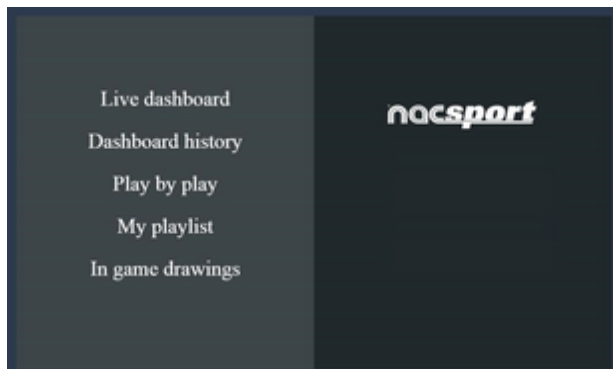 Live dashboard
Dashboard history
Play by play
My playlist
In game drawings
nacsport